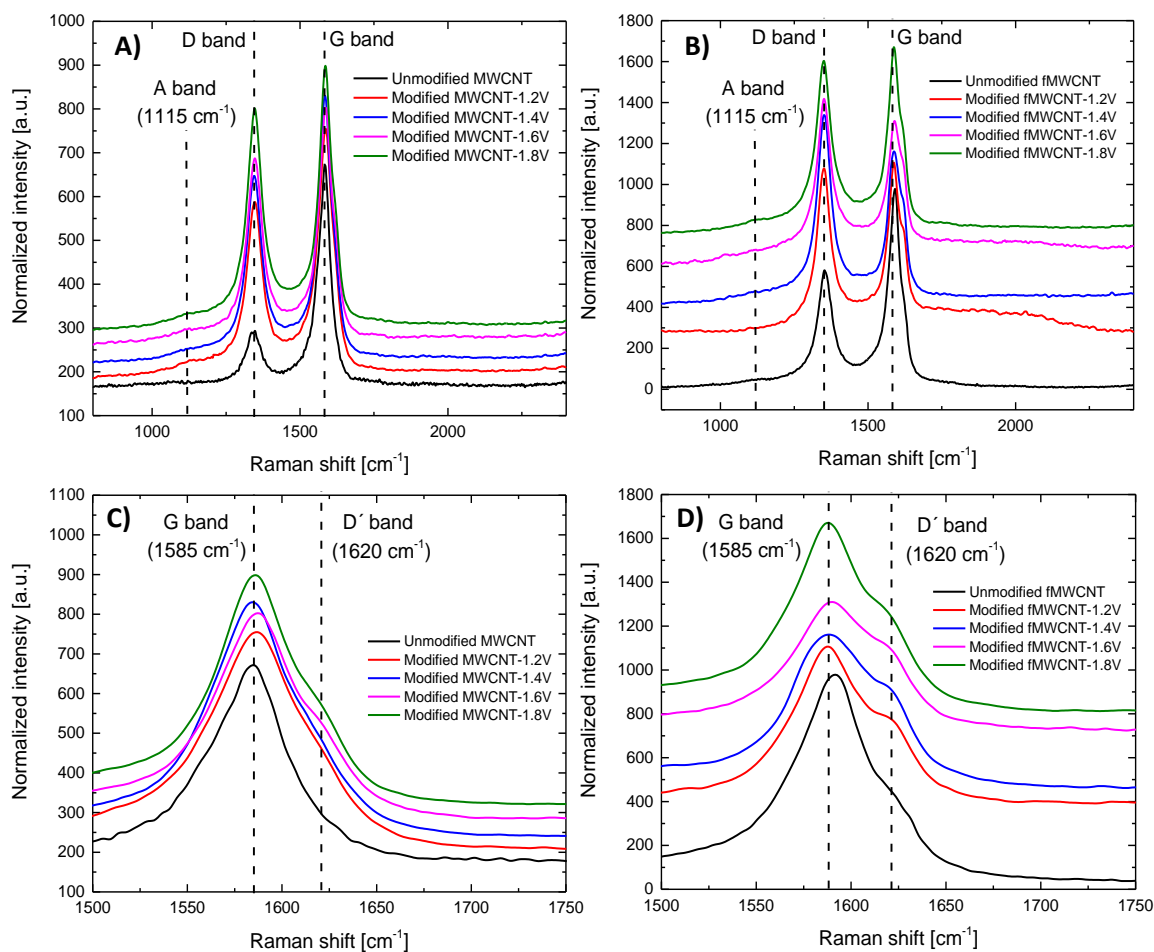 A)
D band
G band
A band
(1115 cm⁻¹)
Unmodified MWCNT
Modified MWCNT-1.2V
Modified MWCNT-1.4V
Modified MWCNT-1.6V
Modified MWCNT-1.8V
Normalized intensity [a.u.]
1000
900
800
700
600
500
400
300
200
100
1000
1500
2000
Raman shift [cm⁻¹]
B)
D band
G band
A band
(1115 cm⁻¹)
Unmodified fMWCNT
Modified fMWCNT-1.2V
Modified fMWCNT-1.4V
Modified fMWCNT-1.6V
Modified fMWCNT-1.8V
Normalized intensity [a.u.]
1800
1600
1400
1200
1000
800
600
400
200
0
1000
1500
2000
Raman shift [cm⁻¹]
C)
G band
(1585 cm⁻¹)
D´ band
(1620 cm⁻¹)
Unmodified MWCNT
Modified MWCNT-1.2V
Modified MWCNT-1.4V
Modified MWCNT-1.6V
Modified MWCNT-1.8V
Normalized intensity [a.u.]
1100
1000
900
800
700
600
500
400
300
200
100
1500
1550
1600
1650
1700
1750
Raman shift [cm⁻¹]
D)
G band
(1585 cm⁻¹)
D´ band
(1620 cm⁻¹)
Unmodified fMWCNT
Modified fMWCNT-1.2V
Modified fMWCNT-1.4V
Modified fMWCNT-1.6V
Modified fMWCNT-1.8V
Normalized intensity [a.u.]
1800
1600
1400
1200
1000
800
600
400
200
0
1500
1550
1600
1650
1700
1750
Raman shift [cm⁻¹]